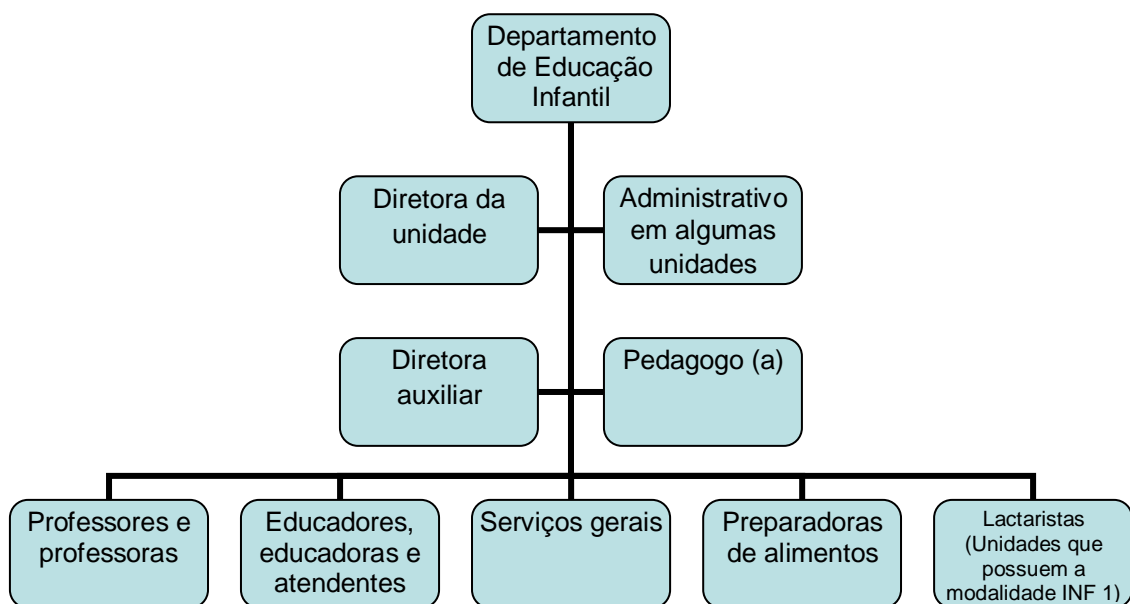 Departamento
de Educação
Infantil
Diretora da
unidade
Administrativo
em algumas
unidades
Diretora
auxiliar
Pedagogo (a)
Professores e
professoras
Educadores,
educadoras e
atendentes
Serviços gerais
Preparadoras
de alimentos
Lactaristas
(Unidades que
possuem a
modalidade INF 1)